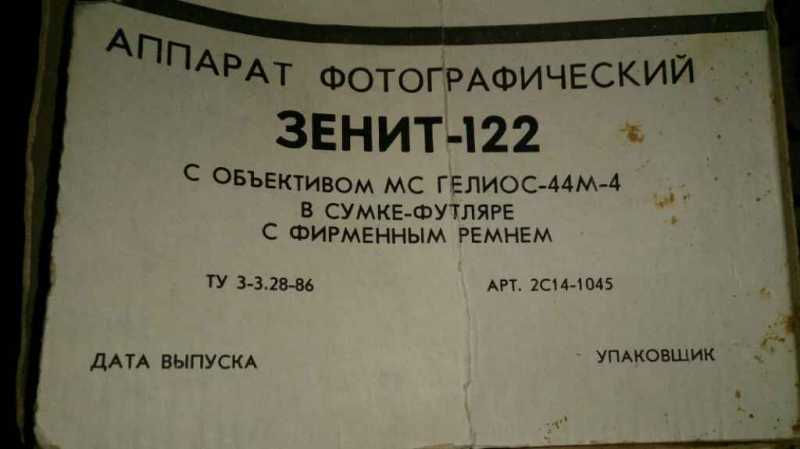 АППАРАТ ФОТОГРАФИЧЕСКИЙ
ЗЕНИТ-122
С ОБЪЕКТИВОМ МС ГЕЛИОС-44М-4
В СУМКЕ-ФУТЛЯРЕ
С ФИРМЕННЫМ РЕМНЕМ
ТУ 3-3.28-86 АРТ. 2С14-1045
ДАТА ВЫПУСКА УПАКОВЩИК